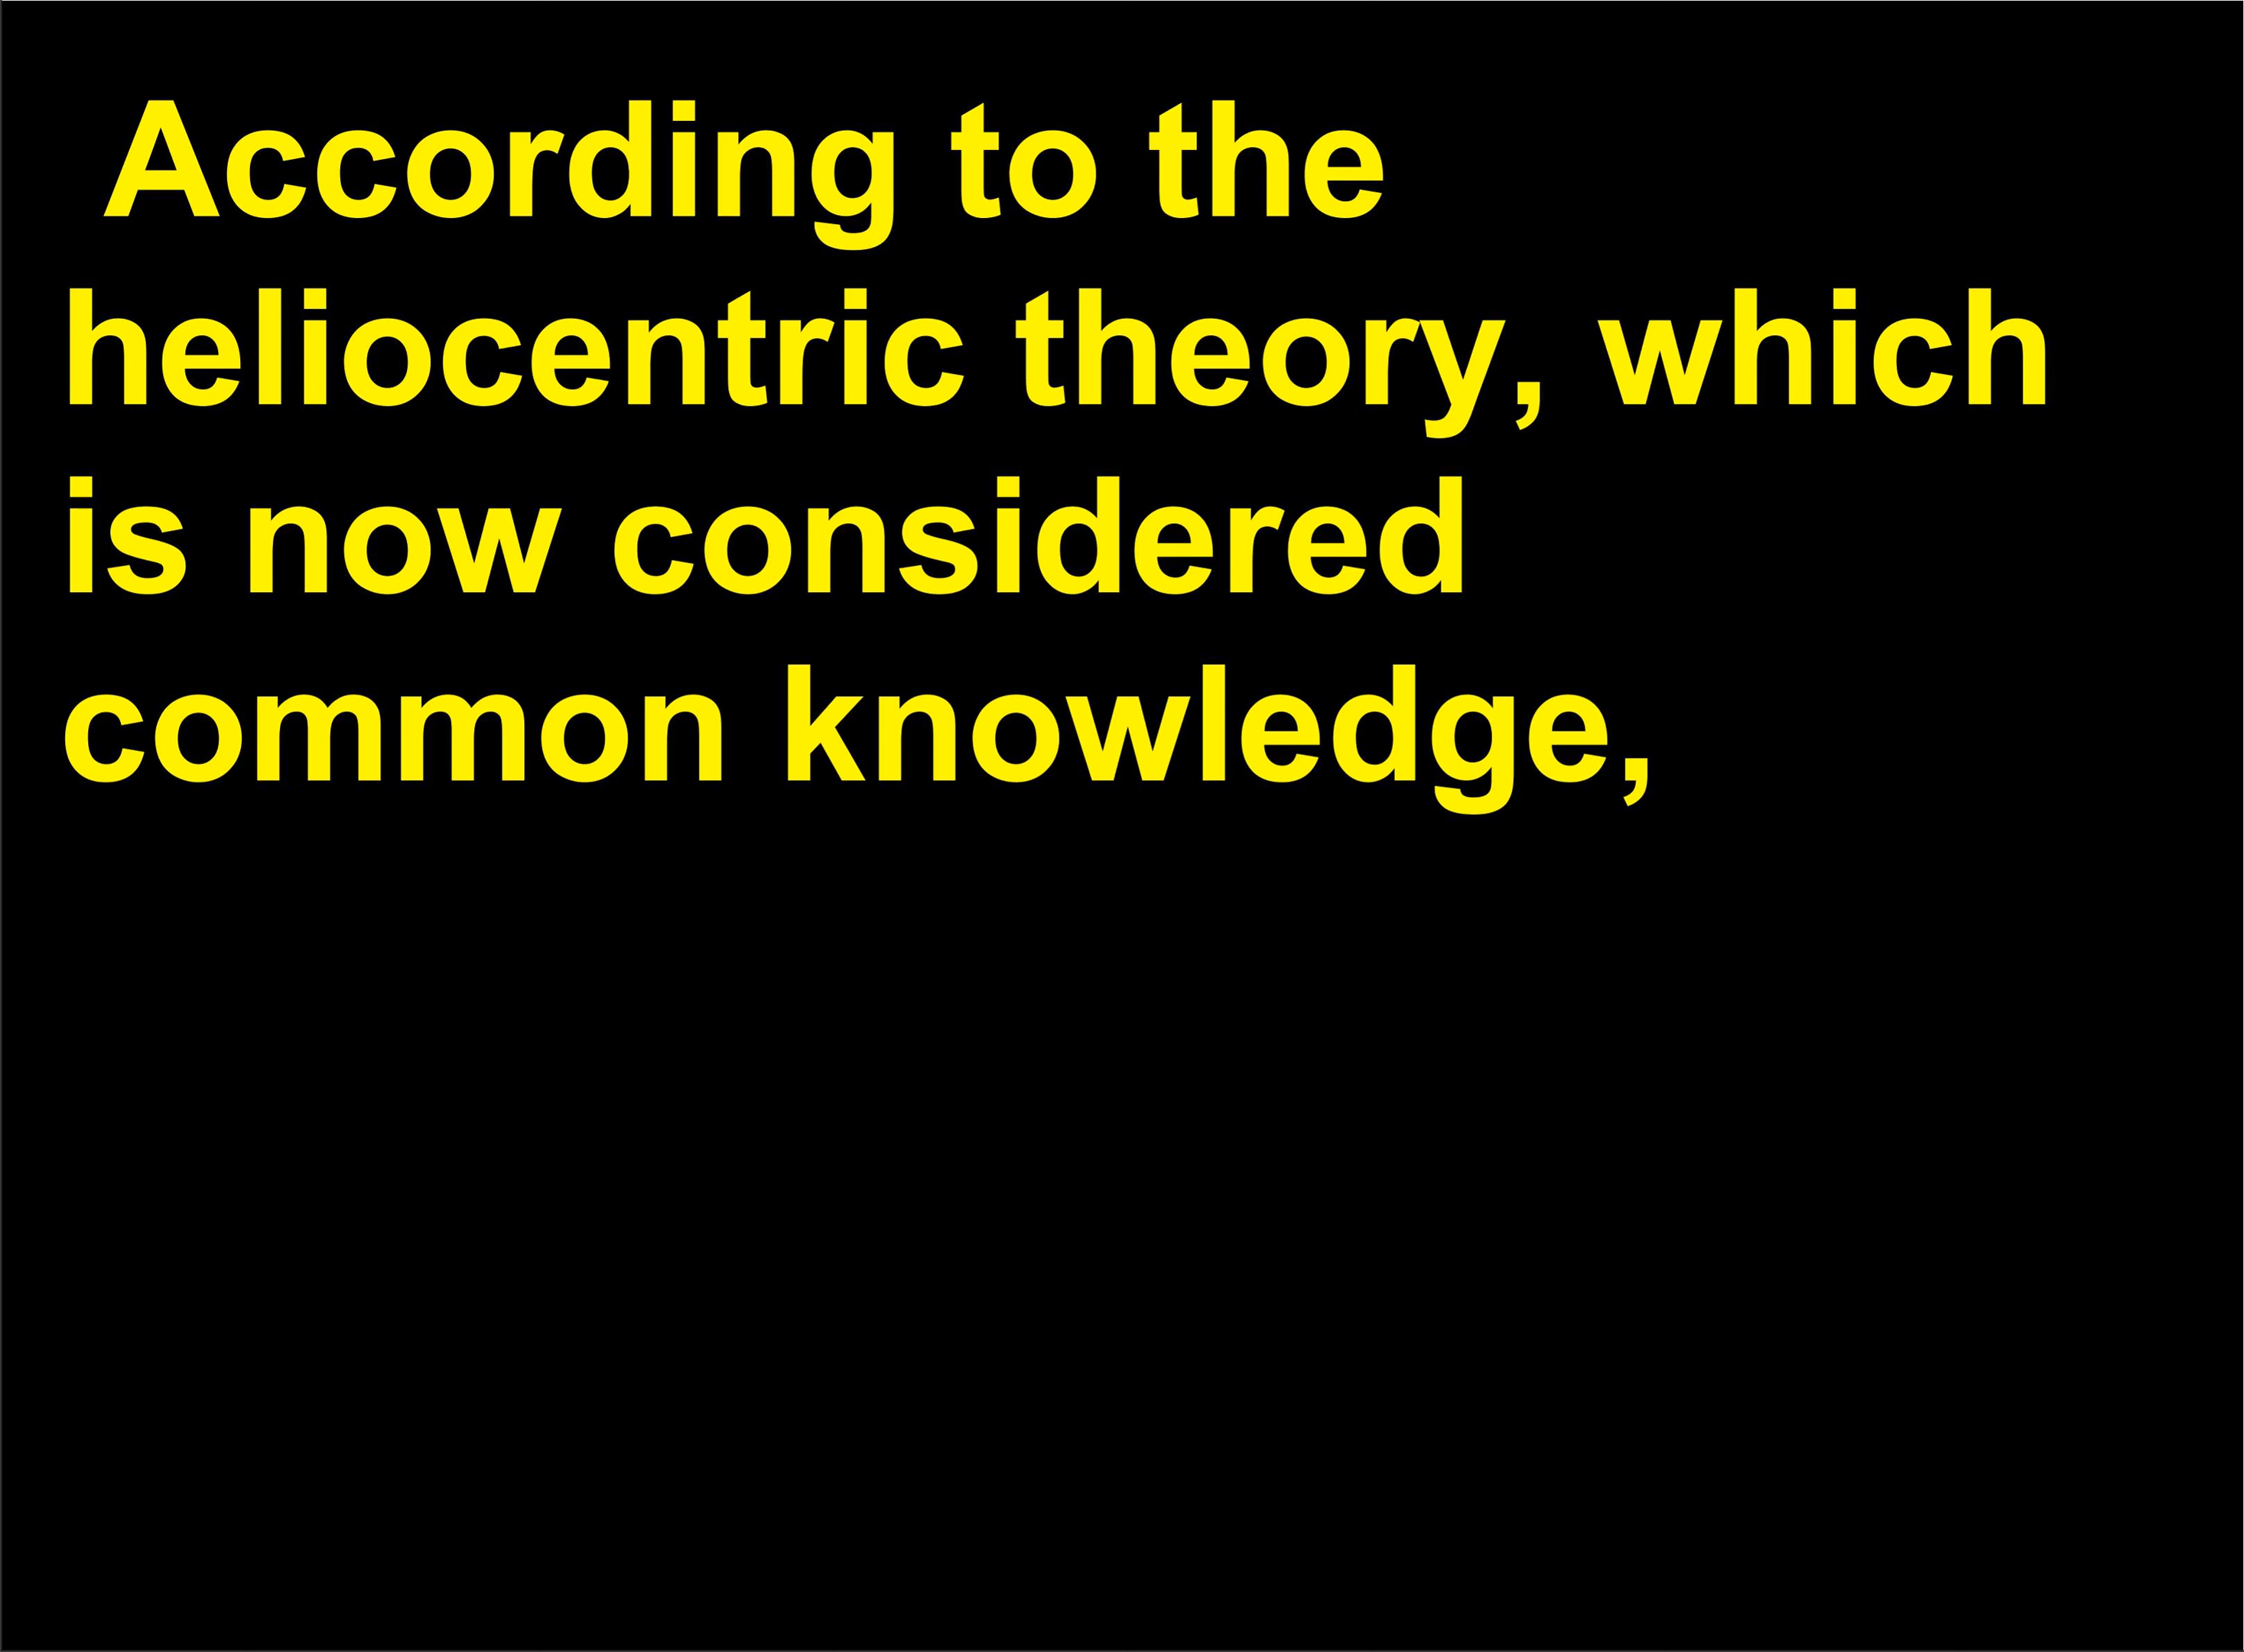 According to the
heliocentric theory, which
is now considered
common knowledge,